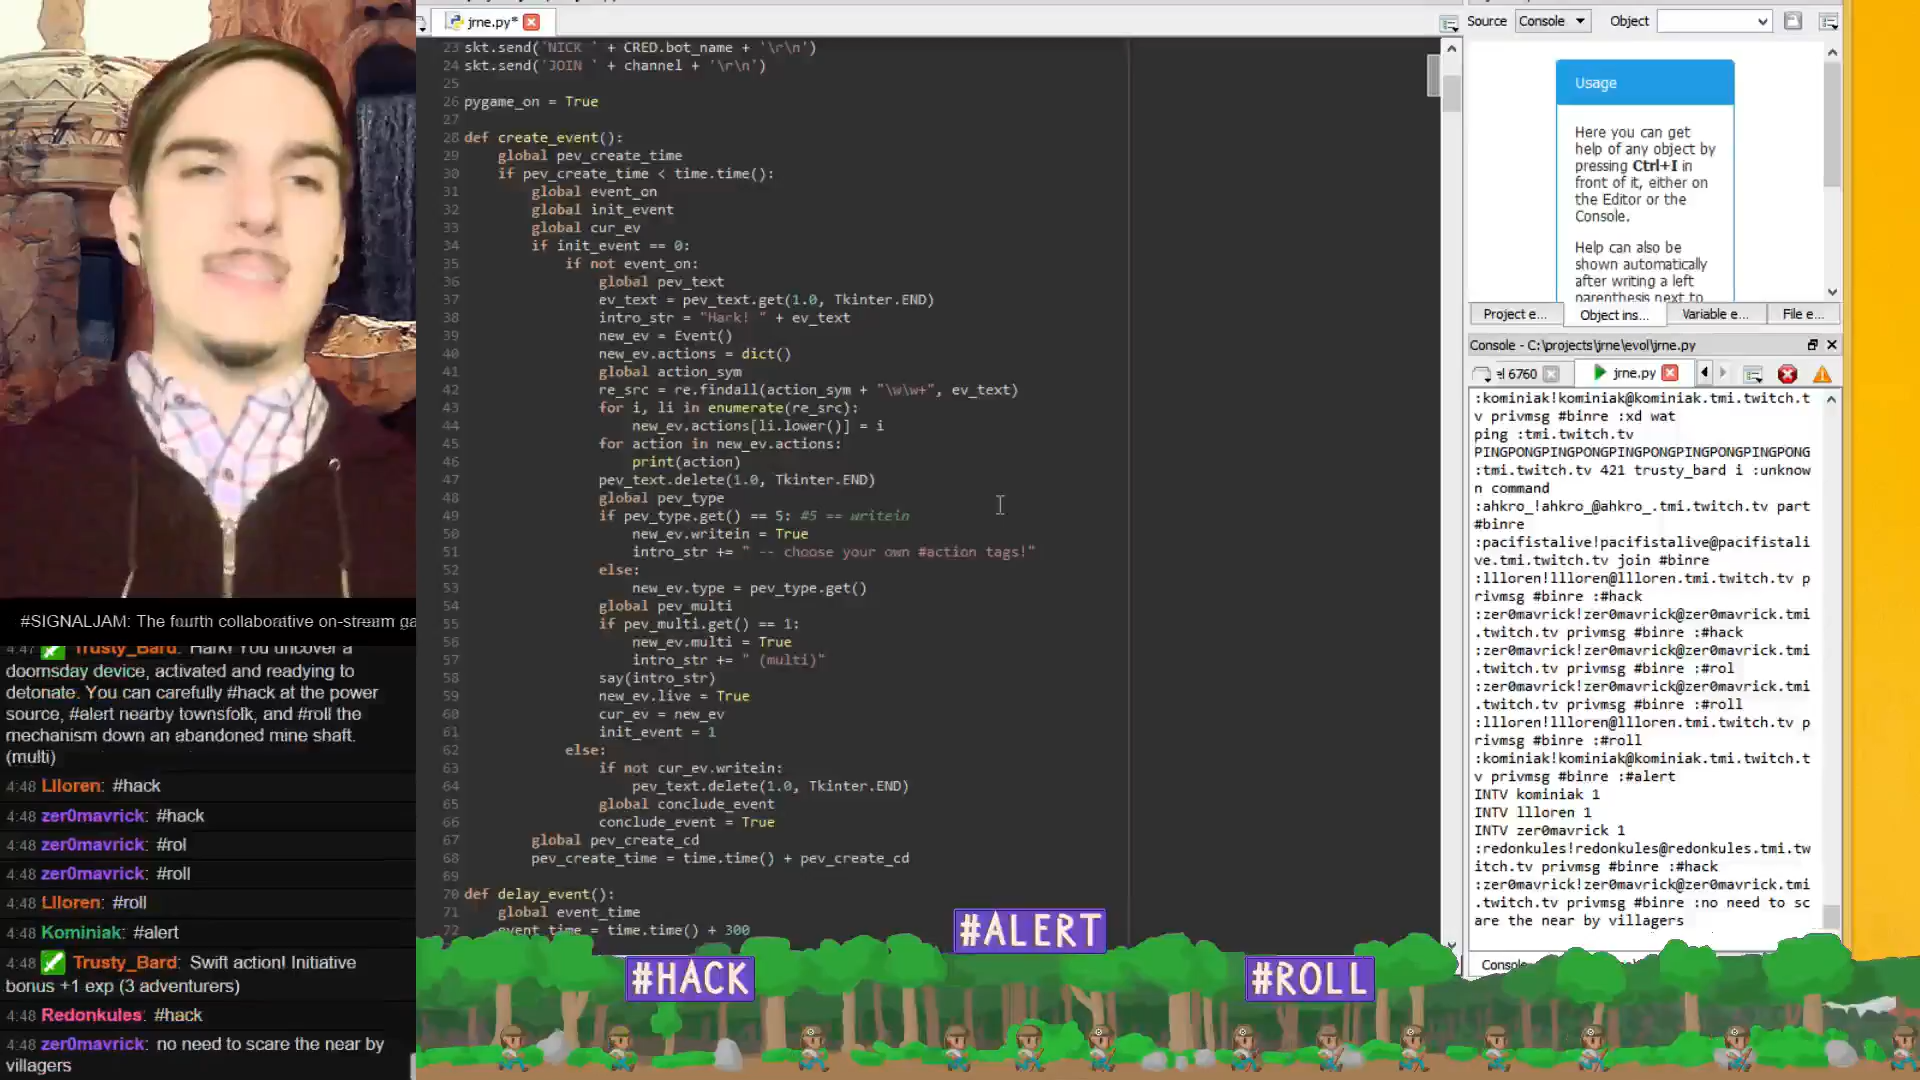 #SIGNALJAM: The fourth collaborative on-stream ga
4:47 Trusty_Bard: Hark! You uncover a
doomsday device, activated and readying to
detonate. You can carefully #hack at the power
source, #alert nearby townsfolk, and #roll the
mechanism down an abandoned mine shaft.
(multi)
4:48 Llloren: #hack
4:48 zer0mavrick: #hack
4:48 zer0mavrick: #rol
4:48 zer0mavrick: #roll
4:48 Llloren: #roll
4:48 Kominiak: #alert
4:48 Trusty_Bard: Swift action! Initiative
bonus +1 exp (3 adventurers)
4:48 Redonkules: #hack
4:48 zer0mavrick: no need to scare the near by
villagers
jrne.py*
23 skt.send('NICK ' + CRED.bot_name + '\r\n')
24 skt.send('JOIN ' + channel + '\r\n')
25
26 pygame_on = True
27
28 def create_event():
29 global pev_create_time
30 if pev_create_time < time.time():
31 global event_on
32 global init_event
33 global cur_ev
34 if init_event == 0:
35 if not event_on:
36 global pev_text
37 ev_text = pev_text.get(1.0, Tkinter.END)
38 intro_str = "Hark! " + ev_text
39 new_ev = Event()
40 new_ev.actions = dict()
41 global action_sym
42 re_src = re.findall(action_sym + "\w\w+", ev_text)
43 for i, li in enumerate(re_src):
44 new_ev.actions[li.lower()] = i
45 for action in new_ev.actions:
46 print(action)
47 pev_text.delete(1.0, Tkinter.END)
48 global pev_type
49 if pev_type.get() == 5: #5 == writein
50 new_ev.writein = True
51 intro_str += " -- choose your own #action tags!"
52 else:
53 new_ev.type = pev_type.get()
54 global pev_multi
55 if pev_multi.get() == 1:
56 new_ev.multi = True
57 intro_str += " (multi)"
58 say(intro_str)
59 new_ev.live = True
60 cur_ev = new_ev
61 init_event = 1
62 else:
63 if not cur_ev.writein:
64 pev_text.delete(1.0, Tkinter.END)
65 global conclude_event
66 conclude_event = True
67 global pev_create_cd
68 pev_create_time = time.time() + pev_create_cd
69
70 def delay_event():
71 global event_time
72 event_time = time.time() + 300
#ALERT
#HACK
#ROLL
Source Console Object
Usage
Here you can get
help of any object by
pressing Ctrl+I in
front of it, either on
the Editor or the
Console.
Help can also be
shown automatically
after writing a left
parenthesis next to
Project e... Object ins... Variable e... File e...
Console - C:\projects\jrne\evol\jrne.py
el 6760 jrne.py
:kominiak!kominiak@kominiak.tmi.twitch.t
v privmsg #binre :xd wat
ping :tmi.twitch.tv
PINGPONGPINGPONGPINGPONGPINGPONGPINGPONG
:tmi.twitch.tv 421 trusty_bard i :unknow
n command
:ahkro_!ahkro_@ahkro_.tmi.twitch.tv part
#binre
:pacifistalive!pacifistalive@pacifistali
ve.tmi.twitch.tv join #binre
:llloren!llloren@llloren.tmi.twitch.tv p
rivmsg #binre :#hack
:zer0mavrick!zer0mavrick@zer0mavrick.tmi
.twitch.tv privmsg #binre :#hack
:zer0mavrick!zer0mavrick@zer0mavrick.tmi
.twitch.tv privmsg #binre :#rol
:zer0mavrick!zer0mavrick@zer0mavrick.tmi
.twitch.tv privmsg #binre :#roll
:llloren!llloren@llloren.tmi.twitch.tv p
rivmsg #binre :#roll
:kominiak!kominiak@kominiak.tmi.twitch.t
v privmsg #binre :#alert
INTV kominiak 1
INTV llloren 1
INTV zer0mavrick 1
:redonkules!redonkules@redonkules.tmi.tw
itch.tv privmsg #binre :#hack
:zer0mavrick!zer0mavrick@zer0mavrick.tmi
.twitch.tv privmsg #binre :no need to sc
are the near by villagers